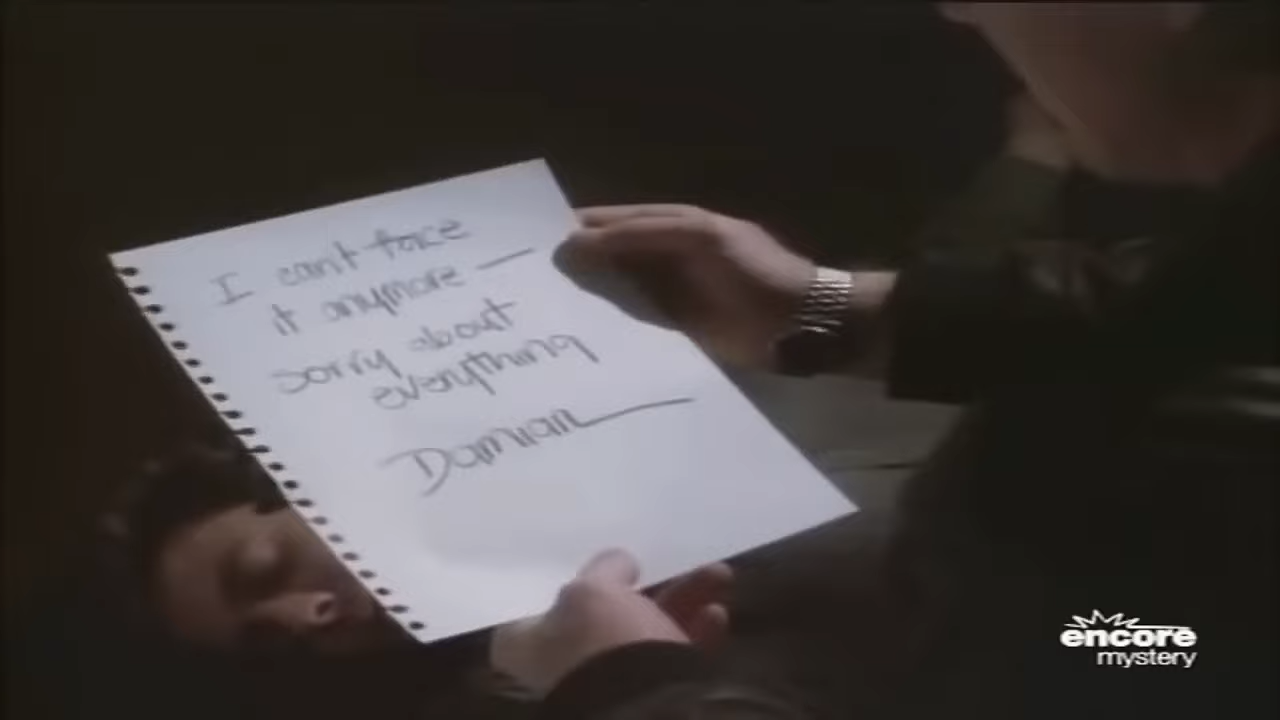 I can't face
it anymore —
sorry about
everything
Damian
encore
mystery